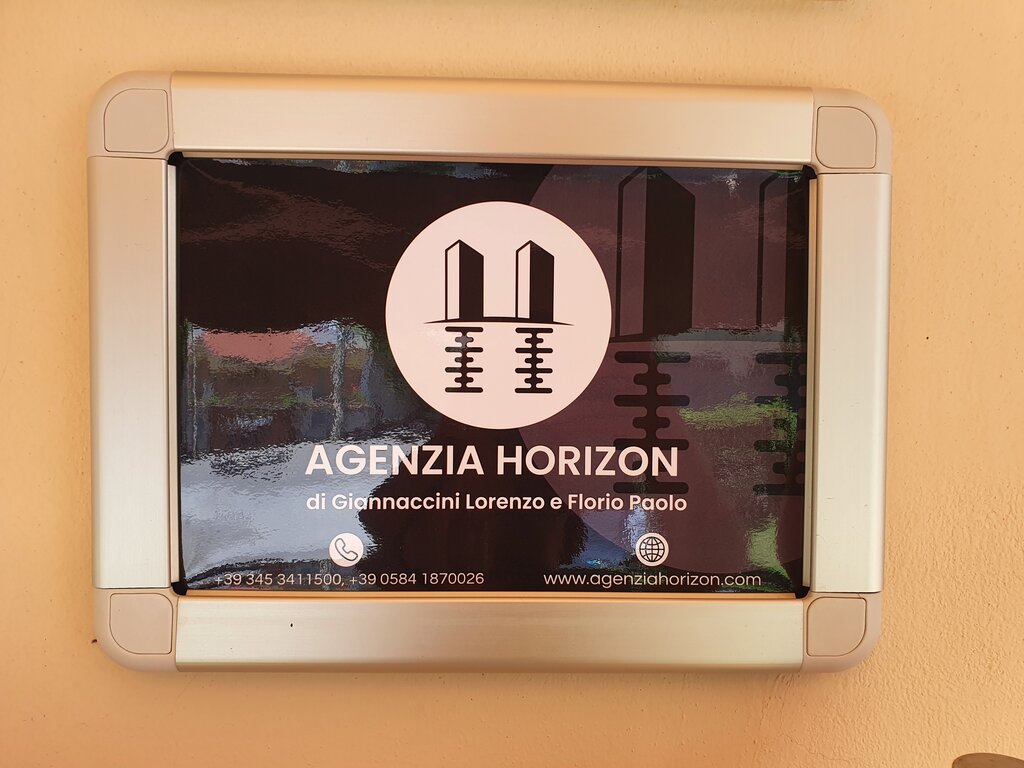 AGENZIA HORIZON
di Giannaccini Lorenzo e Florio Paolo
+39 345 3411500, +39 0584 1870026
www.agenziahorizon.com